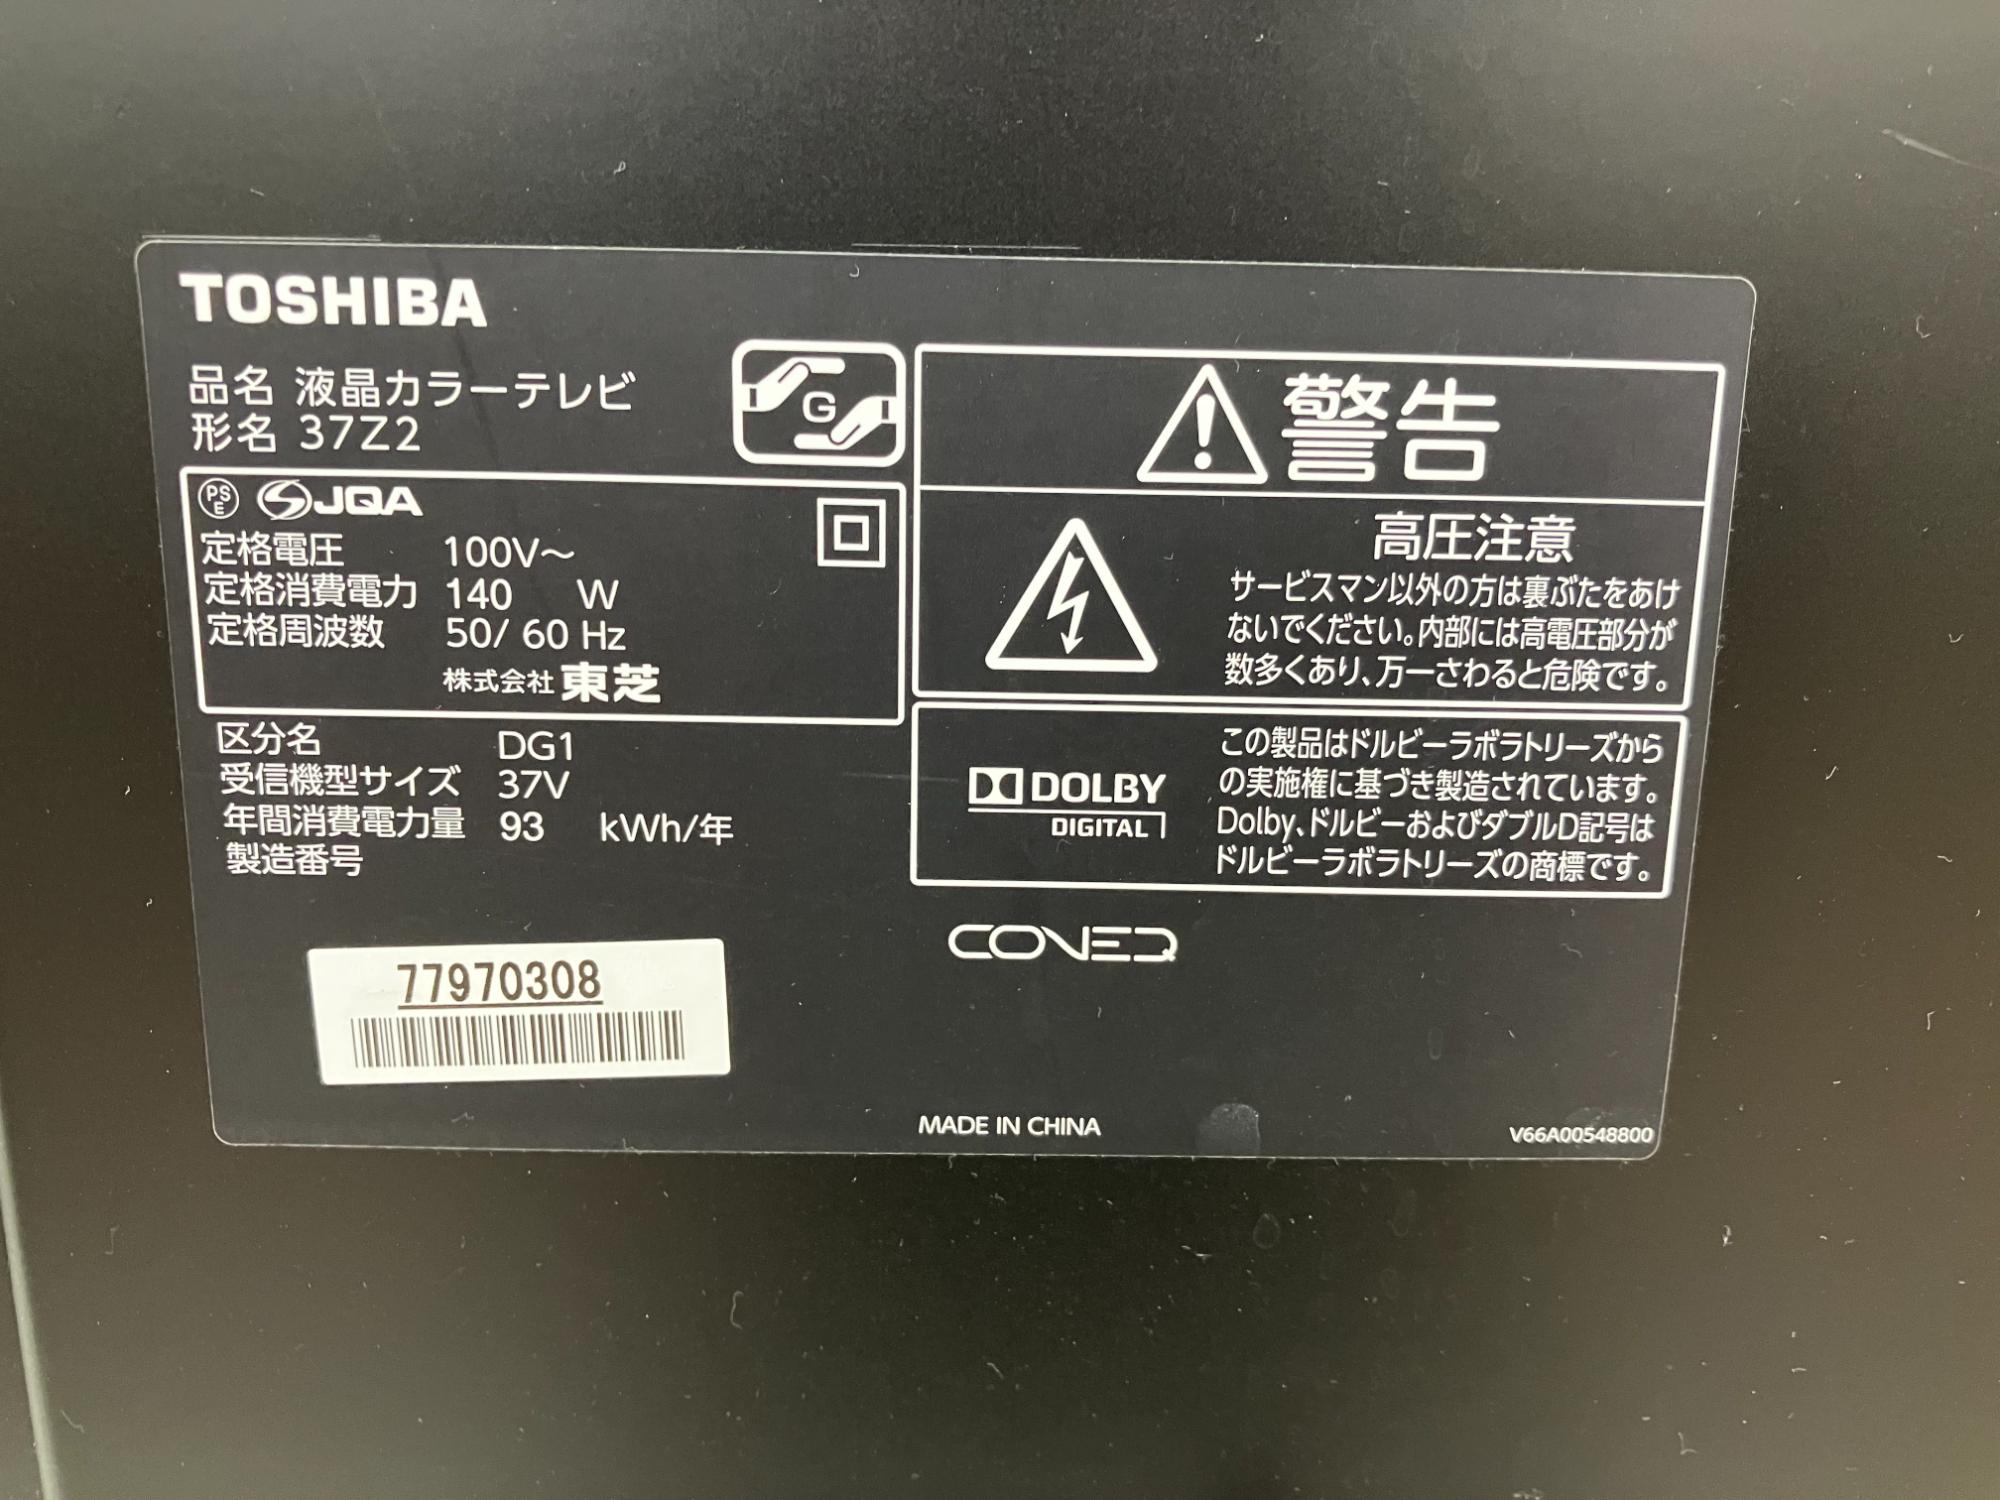 TOSHIBA
品名 液晶カラーテレビ
形名 37Z2
G
PS
E
JQA
定格電圧 100V～
定格消費電力 140 W
定格周波数 50/ 60 Hz
株式会社 東芝
区分名 DG1
受信機型サイズ 37V
年間消費電力量 93 kWh/年
製造番号
77970308
警告
高圧注意
サービスマン以外の方は裏ぶたをあけ
ないでください。内部には高電圧部分が
数多くあり、万一さわると危険です。
DOLBY
DIGITAL
この製品はドルビーラボラトリーズから
の実施権に基づき製造されています。
Dolby、ドルビーおよびダブルD記号は
ドルビーラボラトリーズの商標です。
CONEQ
MADE IN CHINA
V66A00548800